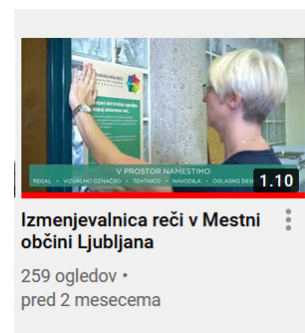 V PROSTOR NAMESTIMO
REGAL • VIZUALNO OZNAČBO • TEHTNICO • NAVODILA • OGLASNO
1.10
Izmenjevalnica reči v Mestni
občini Ljubljana
259 ogledov •
pred 2 mesecema